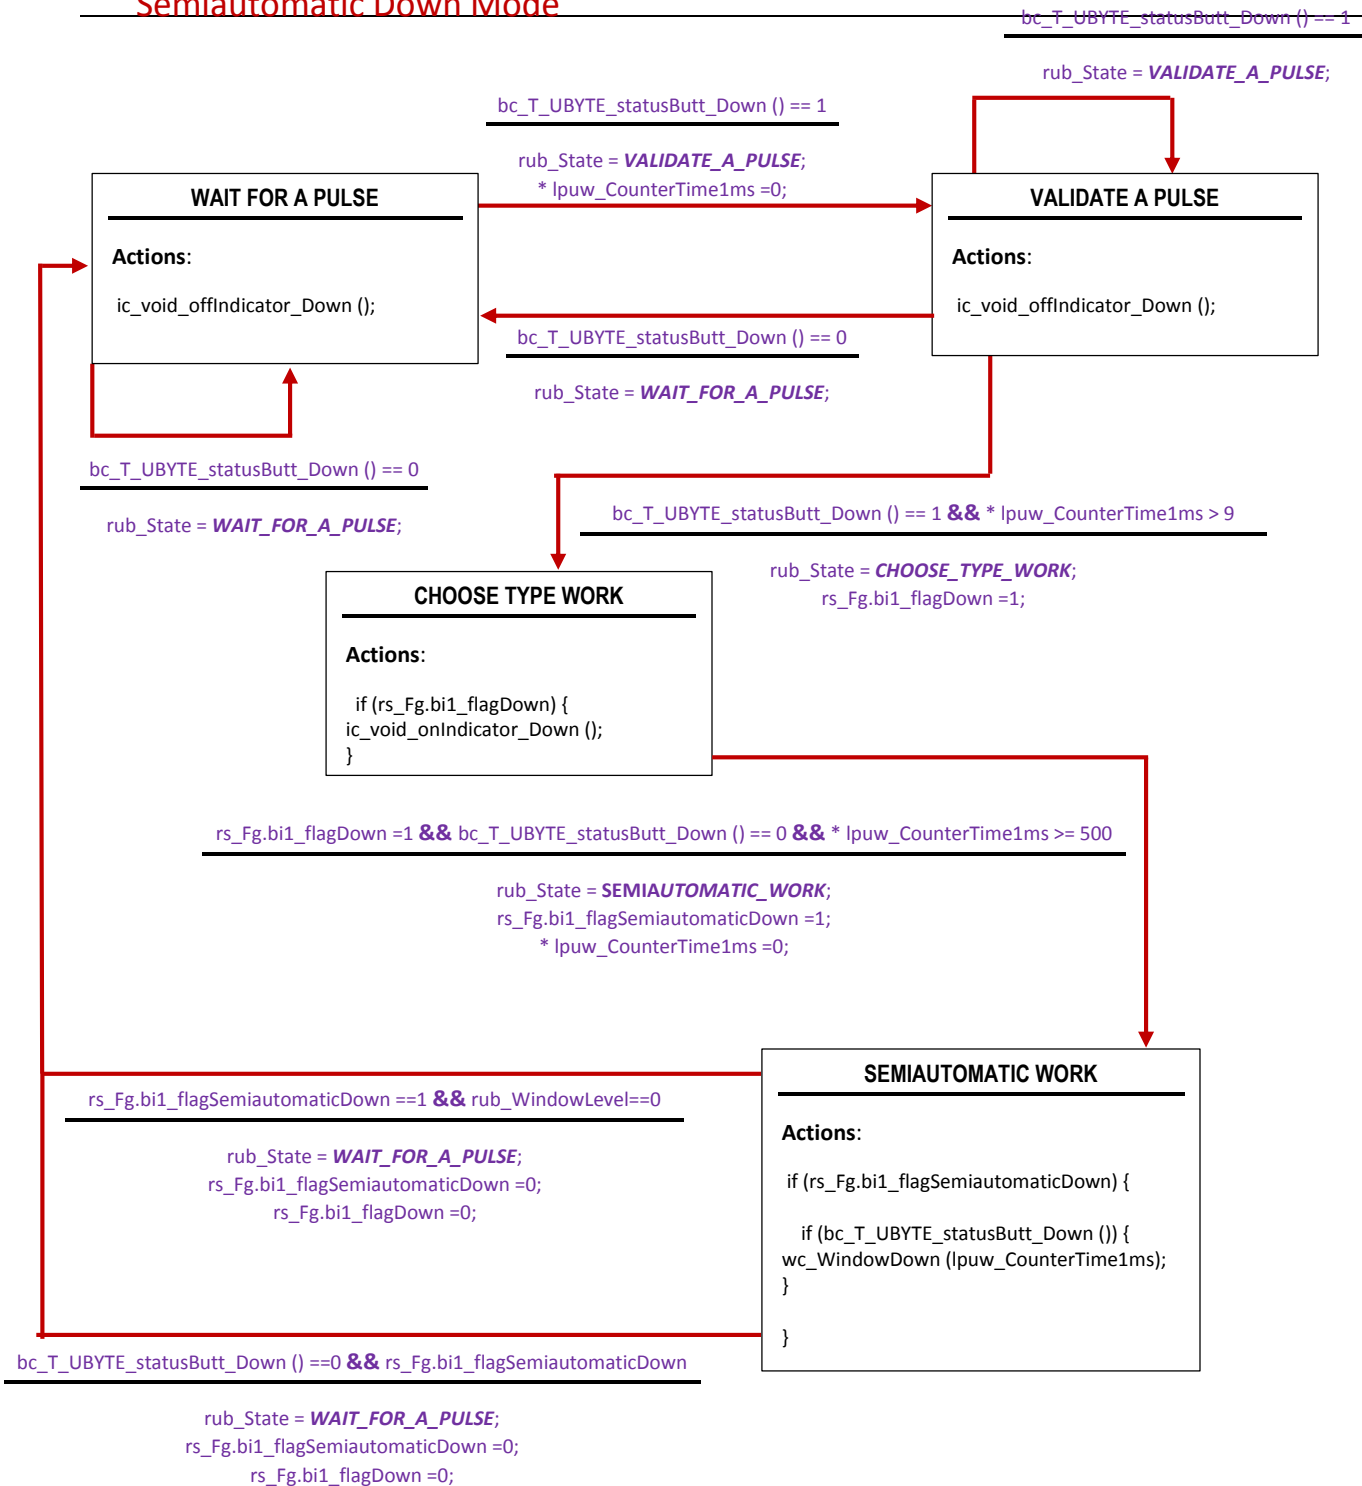 Semiautomatic Down Mode
bc_T_UBYTE_statusButt_Down () == 1
rub_State = VALIDATE_A_PULSE;
bc_T_UBYTE_statusButt_Down () == 1
rub_State = VALIDATE_A_PULSE;
* lpuw_CounterTime1ms =0;
WAIT FOR A PULSE
Actions:
ic_void_offIndicator_Down ();
VALIDATE A PULSE
Actions:
ic_void_offIndicator_Down ();
bc_T_UBYTE_statusButt_Down () == 0
rub_State = WAIT_FOR_A_PULSE;
bc_T_UBYTE_statusButt_Down () == 0
rub_State = WAIT_FOR_A_PULSE;
bc_T_UBYTE_statusButt_Down () == 1 && * lpuw_CounterTime1ms > 9
rub_State = CHOOSE_TYPE_WORK;
rs_Fg.bi1_flagDown =1;
CHOOSE TYPE WORK
Actions:
if (rs_Fg.bi1_flagDown) {
ic_void_onIndicator_Down ();
}
rs_Fg.bi1_flagDown =1 && bc_T_UBYTE_statusButt_Down () == 0 && * lpuw_CounterTime1ms >= 500
rub_State = SEMIAUTOMATIC_WORK;
rs_Fg.bi1_flagSemiautomaticDown =1;
* lpuw_CounterTime1ms =0;
SEMIAUTOMATIC WORK
Actions:
if (rs_Fg.bi1_flagSemiautomaticDown) {
if (bc_T_UBYTE_statusButt_Down ()) {
wc_WindowDown (lpuw_CounterTime1ms);
}
}
rs_Fg.bi1_flagSemiautomaticDown ==1 && rub_WindowLevel==0
rub_State = WAIT_FOR_A_PULSE;
rs_Fg.bi1_flagSemiautomaticDown =0;
rs_Fg.bi1_flagDown =0;
bc_T_UBYTE_statusButt_Down () ==0 && rs_Fg.bi1_flagSemiautomaticDown
rub_State = WAIT_FOR_A_PULSE;
rs_Fg.bi1_flagSemiautomaticDown =0;
rs_Fg.bi1_flagDown =0;